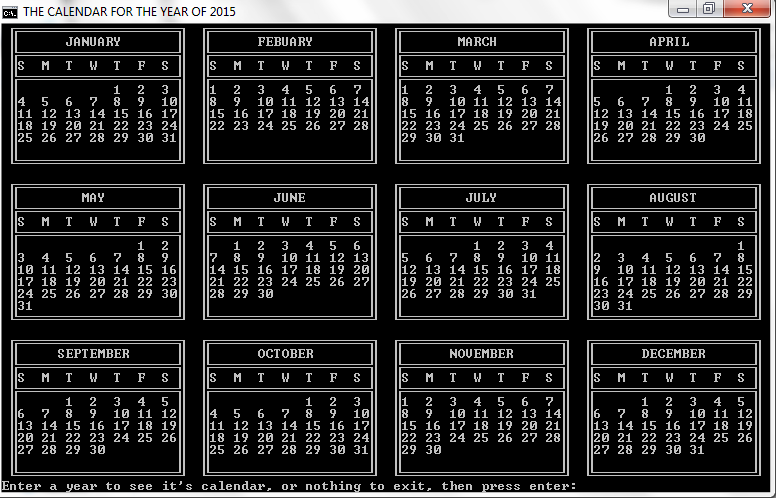 C:\.
THE CALENDAR FOR THE YEAR OF 2015
JANUARY
S M T W T F S
1 2 3
4 5 6 7 8 9 10
11 12 13 14 15 16 17
18 19 20 21 22 23 24
25 26 27 28 29 30 31
FEBUARY
S M T W T F S
1 2 3 4 5 6 7
8 9 10 11 12 13 14
15 16 17 18 19 20 21
22 23 24 25 26 27 28
MARCH
S M T W T F S
1 2 3 4 5 6 7
8 9 10 11 12 13 14
15 16 17 18 19 20 21
22 23 24 25 26 27 28
29 30 31
APRIL
S M T W T F S
1 2 3 4
5 6 7 8 9 10 11
12 13 14 15 16 17 18
19 20 21 22 23 24 25
26 27 28 29 30
MAY
S M T W T F S
1 2
3 4 5 6 7 8 9
10 11 12 13 14 15 16
17 18 19 20 21 22 23
24 25 26 27 28 29 30
31
JUNE
S M T W T F S
1 2 3 4 5 6
7 8 9 10 11 12 13
14 15 16 17 18 19 20
21 22 23 24 25 26 27
28 29 30
JULY
S M T W T F S
1 2 3 4
5 6 7 8 9 10 11
12 13 14 15 16 17 18
19 20 21 22 23 24 25
26 27 28 29 30 31
AUGUST
S M T W T F S
1
2 3 4 5 6 7 8
9 10 11 12 13 14 15
16 17 18 19 20 21 22
23 24 25 26 27 28 29
30 31
SEPTEMBER
S M T W T F S
1 2 3 4 5
6 7 8 9 10 11 12
13 14 15 16 17 18 19
20 21 22 23 24 25 26
27 28 29 30
OCTOBER
S M T W T F S
1 2 3
4 5 6 7 8 9 10
11 12 13 14 15 16 17
18 19 20 21 22 23 24
25 26 27 28 29 30 31
NOVEMBER
S M T W T F S
1 2 3 4 5 6 7
8 9 10 11 12 13 14
15 16 17 18 19 20 21
22 23 24 25 26 27 28
29 30
DECEMBER
S M T W T F S
1 2 3 4 5
6 7 8 9 10 11 12
13 14 15 16 17 18 19
20 21 22 23 24 25 26
27 28 29 30 31
Enter a year to see it's calendar, or nothing to exit, then press enter: